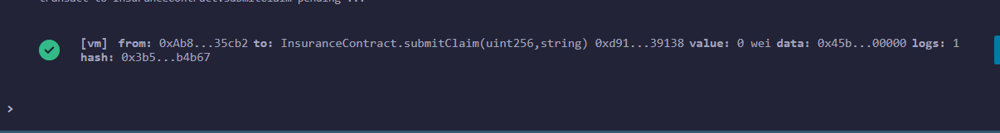 transact to InsuranceContract.submitClaim pending ...
[vm] from: 0xAb8...35cb2 to: InsuranceContract.submitClaim(uint256,string) 0xd91...39138 value: 0 wei data: 0x45b...00000 logs: 1
hash: 0x3b5...b4b67
>